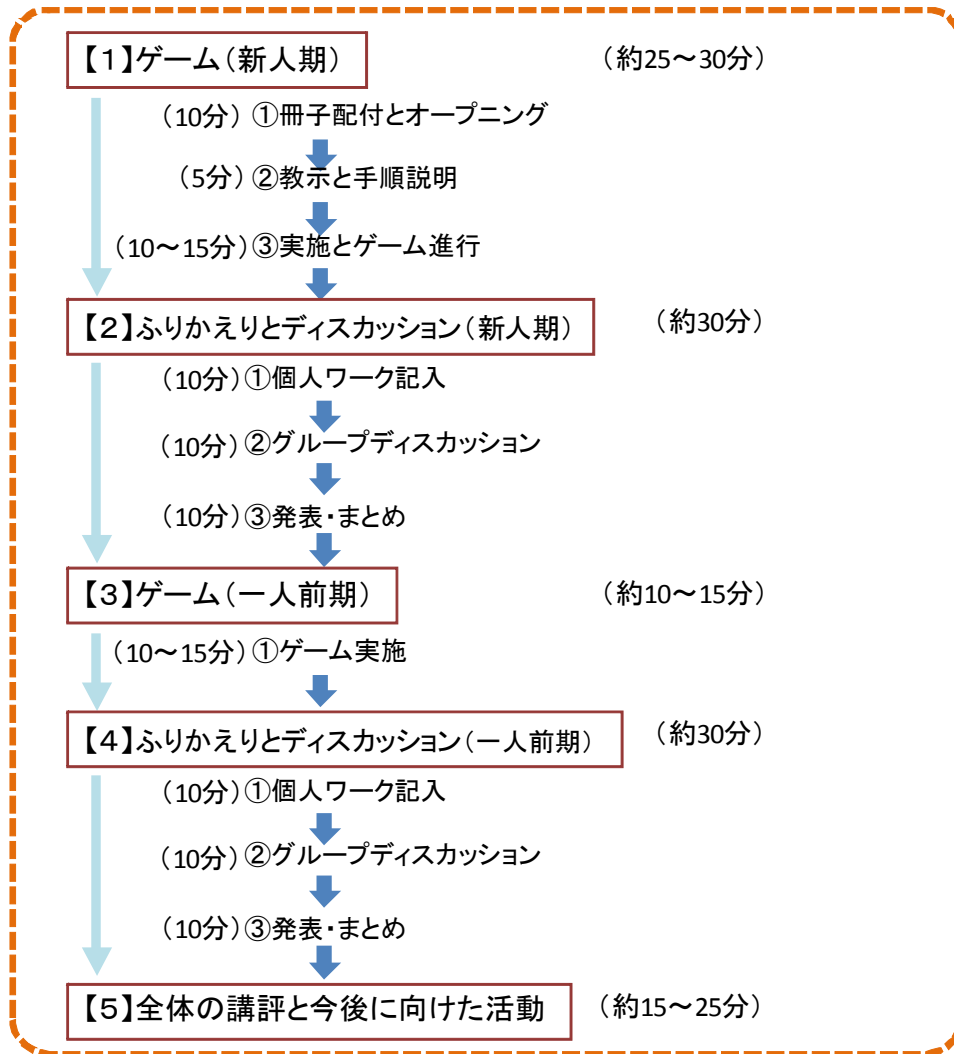 【1】ゲーム(新人期) (約25～30分)
(10分) ①冊子配付とオープニング
(5分) ②教示と手順説明
(10～15分) ③実施とゲーム進行
【2】ふりかえりとディスカッション(新人期) (約30分)
(10分) ①個人ワーク記入
(10分) ②グループディスカッション
(10分) ③発表・まとめ
【3】ゲーム(一人前期) (約10～15分)
(10～15分) ①ゲーム実施
【4】ふりかえりとディスカッション(一人前期) (約30分)
(10分) ①個人ワーク記入
(10分) ②グループディスカッション
(10分) ③発表・まとめ
【5】全体の講評と今後に向けた活動 (約15～25分)